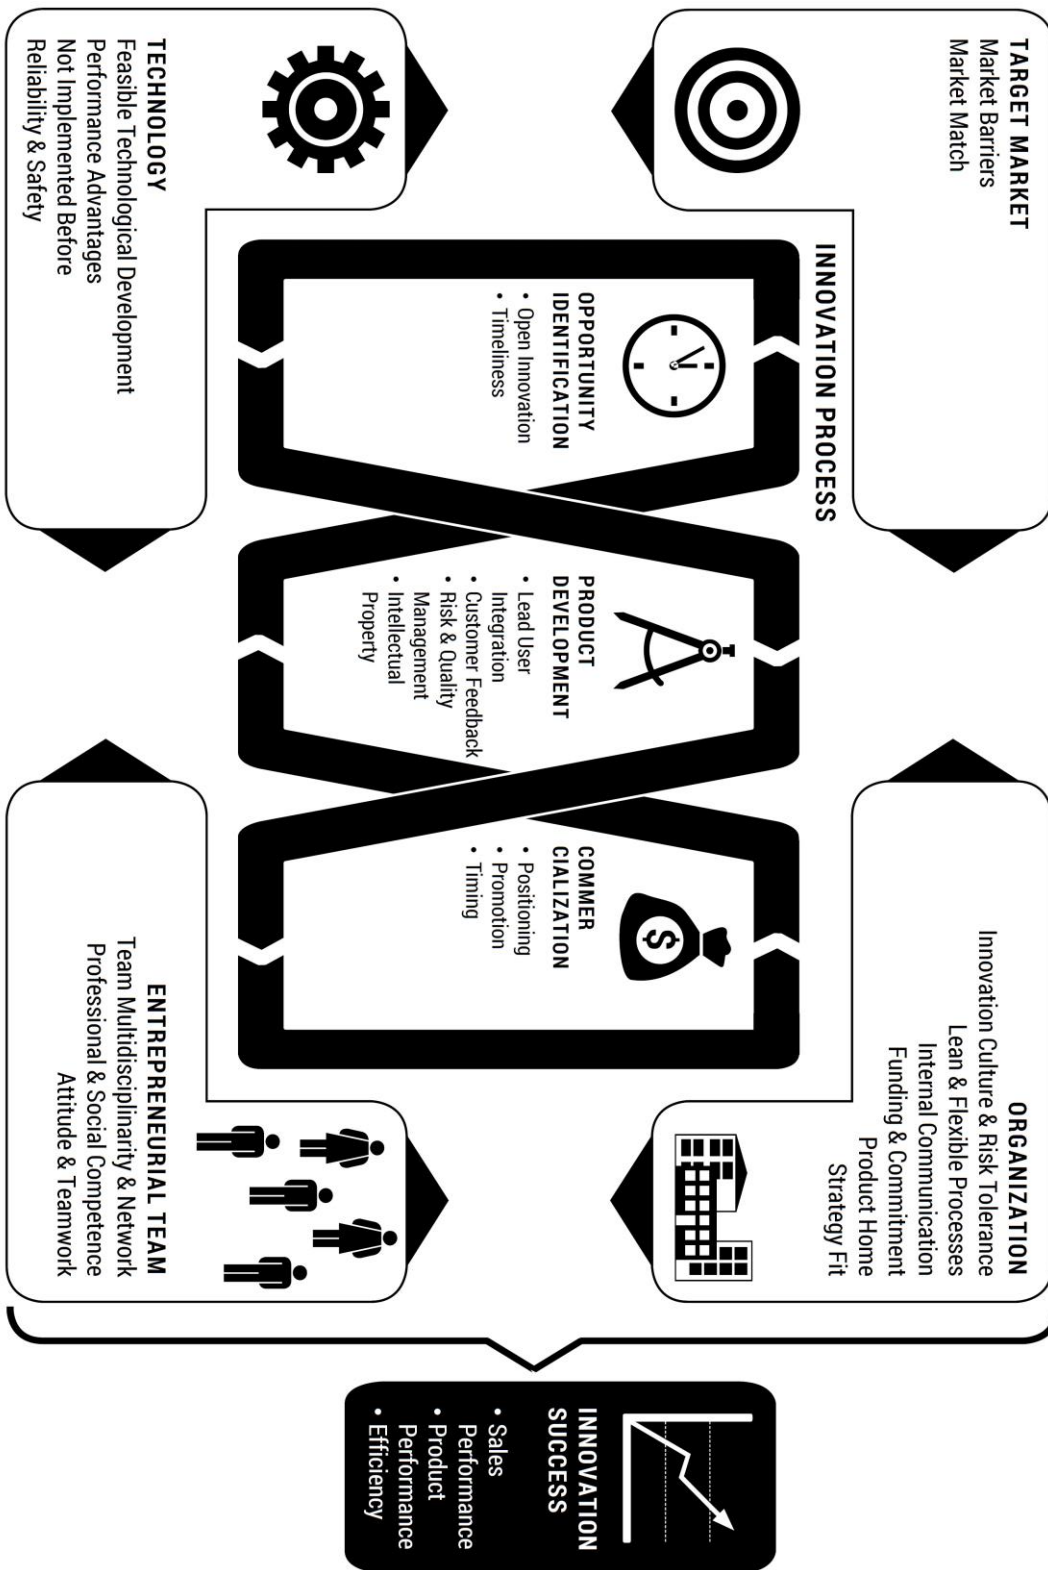 TARGET MARKET
Market Barriers
Market Match
ORGANIZATION
Innovation Culture & Risk Tolerance
Lean & Flexible Processes
Internal Communication
Funding & Commitment
Product Home
Strategy Fit
INNOVATION PROCESS
OPPORTUNITY
IDENTIFICATION
• Open Innovation
• Timeliness
PRODUCT
DEVELOPMENT
• Lead User
Integration
• Customer Feedback
• Risk & Quality
Management
• Intellectual
Property
$
COMMER
CIALIZATION
• Positioning
• Promotion
• Timing
TECHNOLOGY
Feasible Technological Development
Performance Advantages
Not Implemented Before
Reliability & Safety
ENTREPRENEURIAL TEAM
Team Multidisciplinarity & Network
Professional & Social Competence
Attitude & Teamwork
INNOVATION
SUCCESS
• Sales
Performance
• Product
Performance
• Efficiency